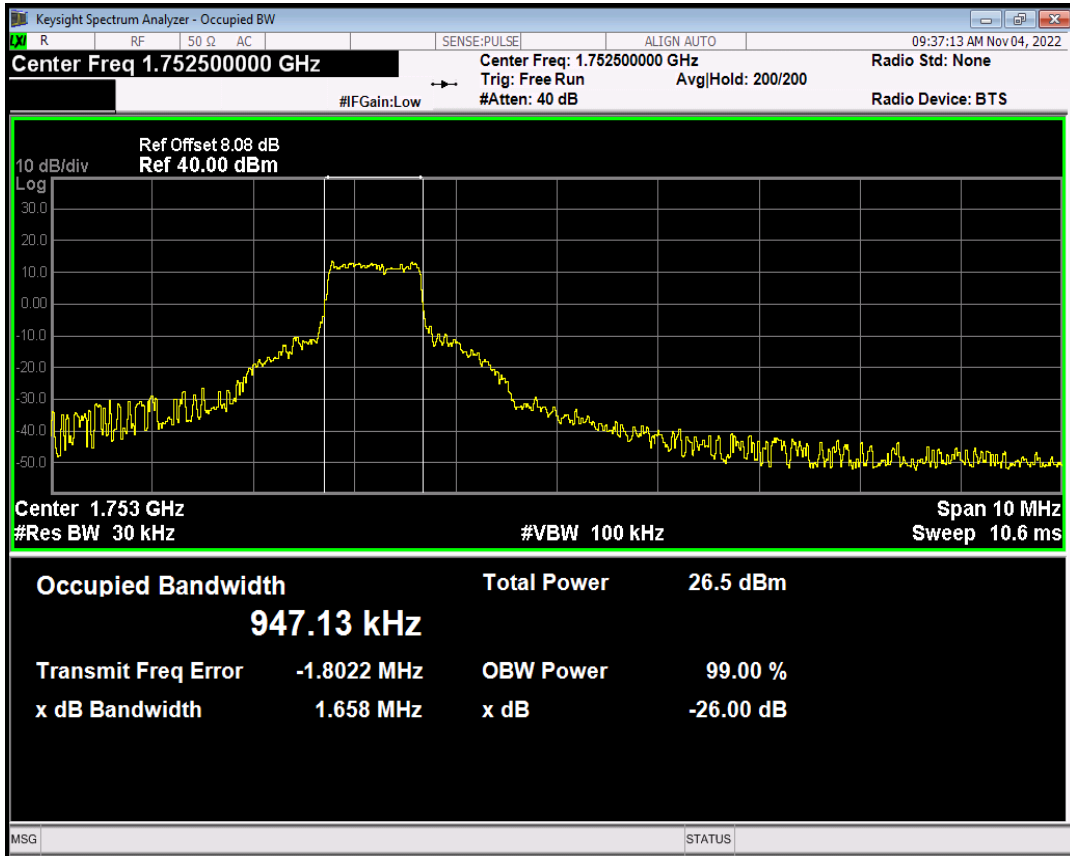 Keysight Spectrum Analyzer - Occupied BW
LXI R RF 50 Ω AC SENSE:PULSE ALIGN AUTO 09:37:13 AM Nov 04, 2022
Center Freq 1.752500000 GHz Center Freq: 1.752500000 GHz Radio Std: None
Trig: Free Run Avg|Hold: 200/200
#IFGain:Low #Atten: 40 dB Radio Device: BTS
Ref Offset 8.08 dB
10 dB/div Ref 40.00 dBm
Log
30.0
20.0
10.0
0.00
-10.0
-20.0
-30.0
-40.0
-50.0
Center 1.753 GHz Span 10 MHz
#Res BW 30 kHz #VBW 100 kHz Sweep 10.6 ms
Occupied Bandwidth Total Power 26.5 dBm
947.13 kHz
Transmit Freq Error -1.8022 MHz OBW Power 99.00 %
x dB Bandwidth 1.658 MHz x dB -26.00 dB
MSG STATUS